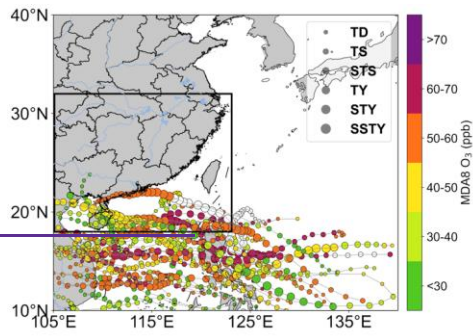 40°N
30°N
20°N
10°N
105°E
115°E
125°E
135°E
TD
TS
STS
TY
STY
SSTY
>70
60-70
50-60
40-50
30-40
<30
MDA8 O₃ (ppb)